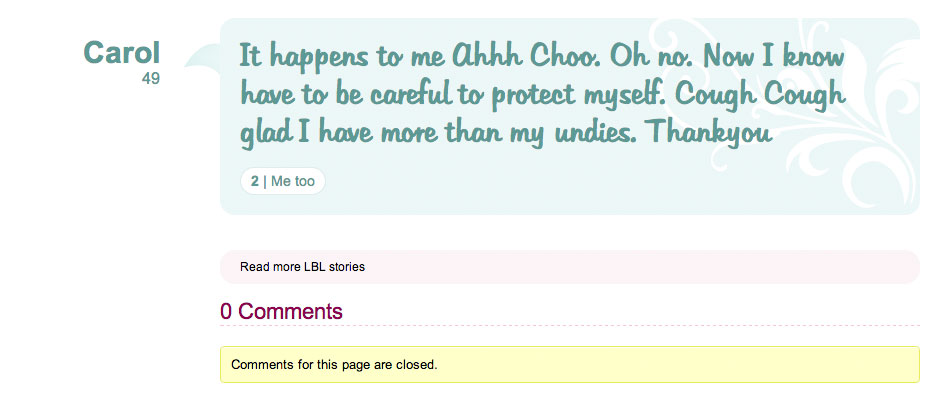 Carol
49
It happens to me Ahhh Choo. Oh no. Now I know
have to be careful to protect myself. Cough Cough
glad I have more than my undies. Thankyou
2 | Me too
Read more LBL stories
0 Comments
Comments for this page are closed.